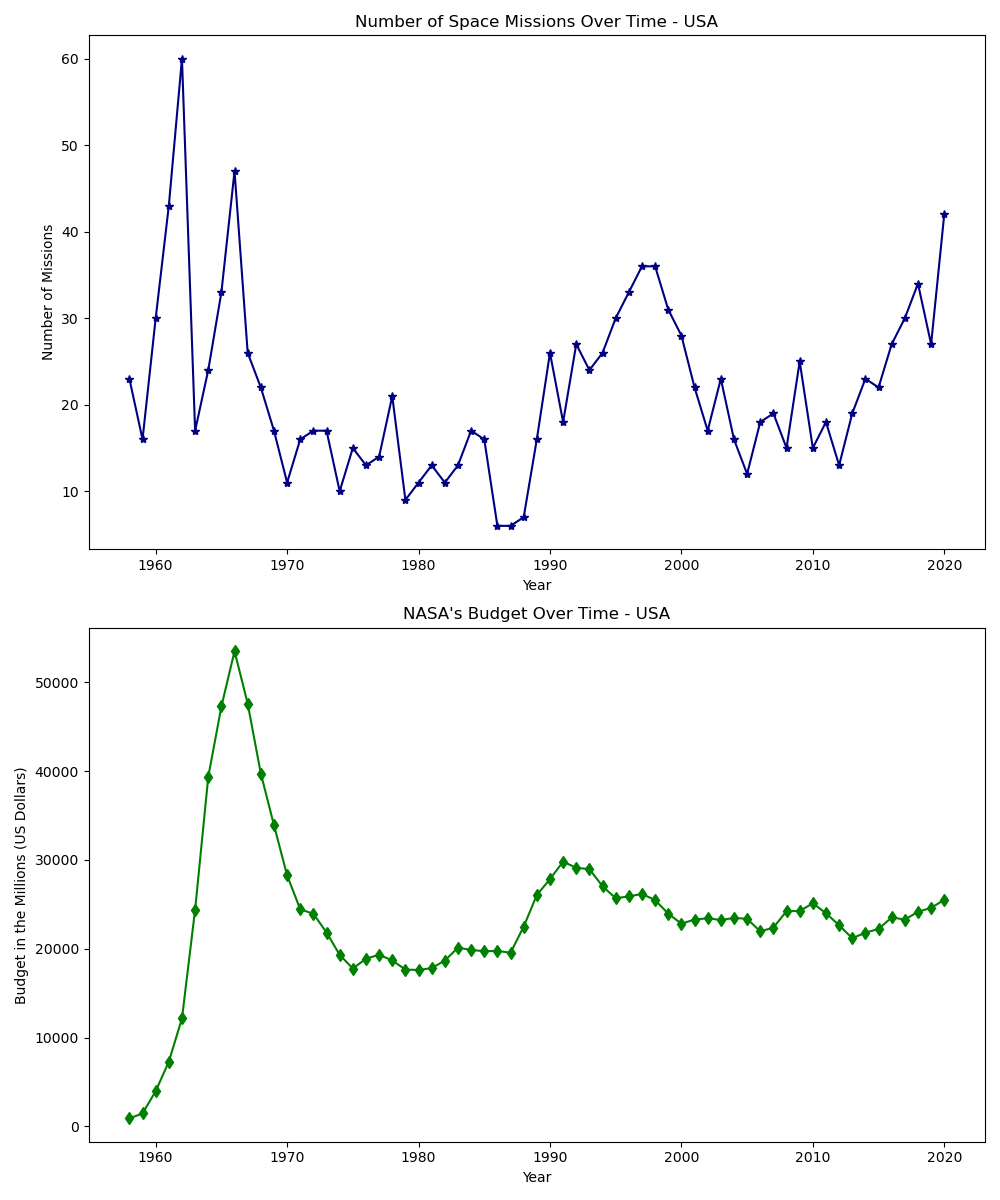 Number of Space Missions Over Time - USA
60
50
40
30
20
10
Number of Missions
1960 1970 1980 1990 2000 2010 2020
Year
NASA's Budget Over Time - USA
50000
40000
30000
20000
10000
0
Budget in the Millions (US Dollars)
1960 1970 1980 1990 2000 2010 2020
Year